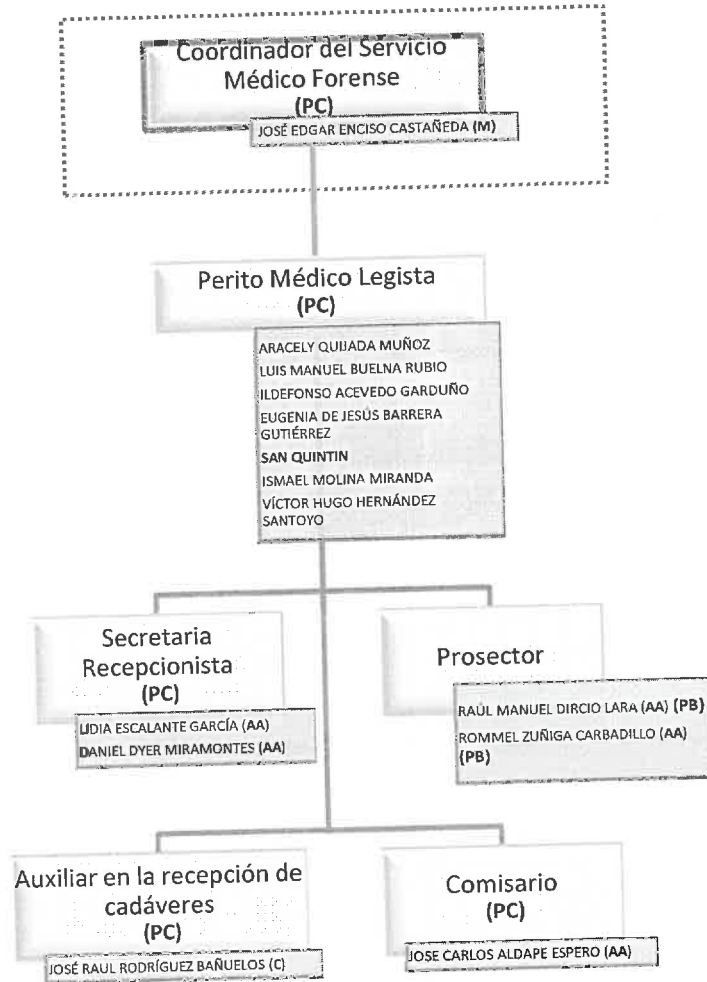 Coordinador del Servicio
Médico Forense
(PC)
JOSÉ EDGAR ENCISO CASTAÑEDA (M)
Perito Médico Legista
(PC)
ARACELY QUIJADA MUÑOZ
LUIS MANUEL BUELNA RUBIO
ILDEFONSO ACEVEDO GARDUÑO
EUGENIA DE JESÚS BARRERA
GUTIÉRREZ
SAN QUINTIN
ISMAEL MOLINA MIRANDA
VÍCTOR HUGO HERNÁNDEZ
SANTOYO
Secretaria
Recepcionista
(PC)
LIDIA ESCALANTE GARCÍA (AA)
DANIEL DYER MIRAMONTES (AA)
Prosector
RAÚL MANUEL DIRCIO LARA (AA) (PB)
ROMMEL ZUÑIGA CARBADILLO (AA)
(PB)
Auxiliar en la recepción de
cadáveres
(PC)
JOSÉ RAUL RODRÍGUEZ BAÑUELOS (C)
Comisario
(PC)
JOSE CARLOS ALDAPE ESPERO (AA)